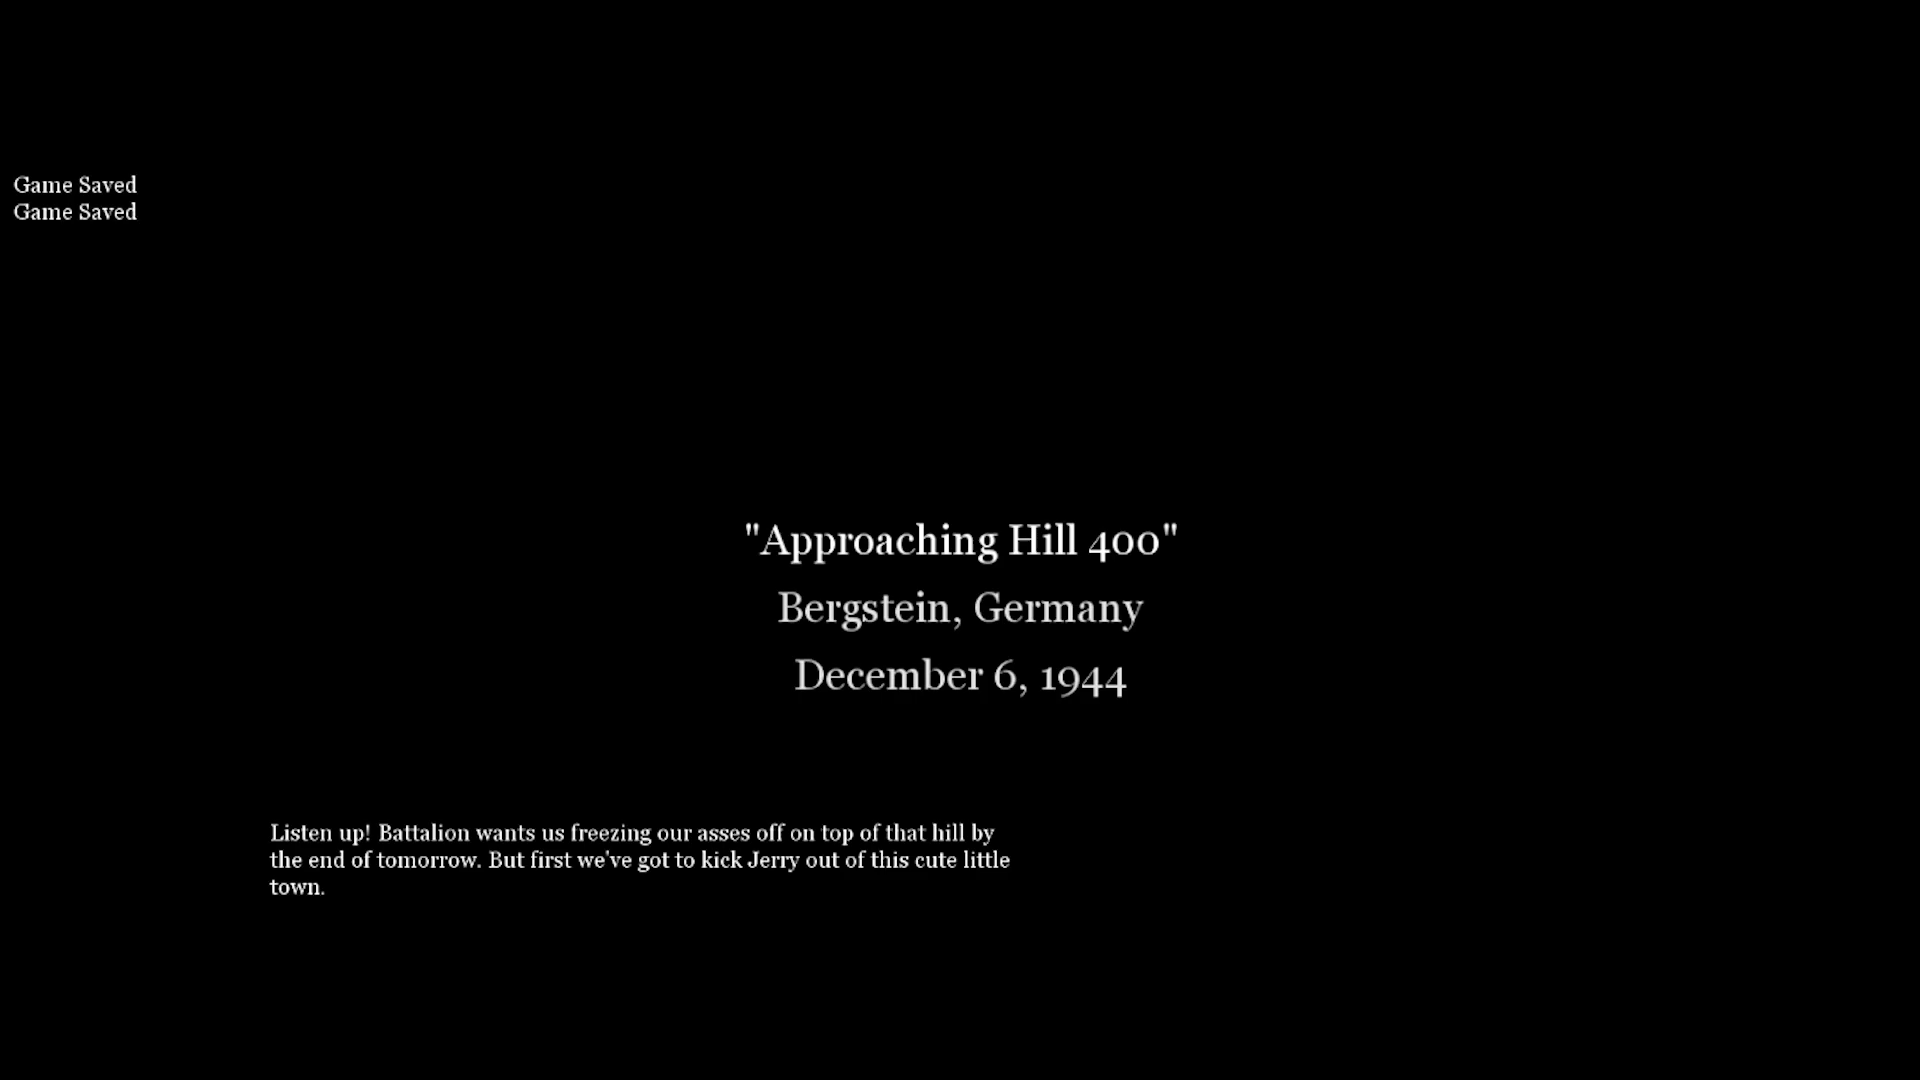 Game Saved
Game Saved
"Approaching Hill 400"
Bergstein, Germany
December 6, 1944
Listen up! Battalion wants us freezing our asses off on top of that hill by
the end of tomorrow. But first we've got to kick Jerry out of this cute little
town.